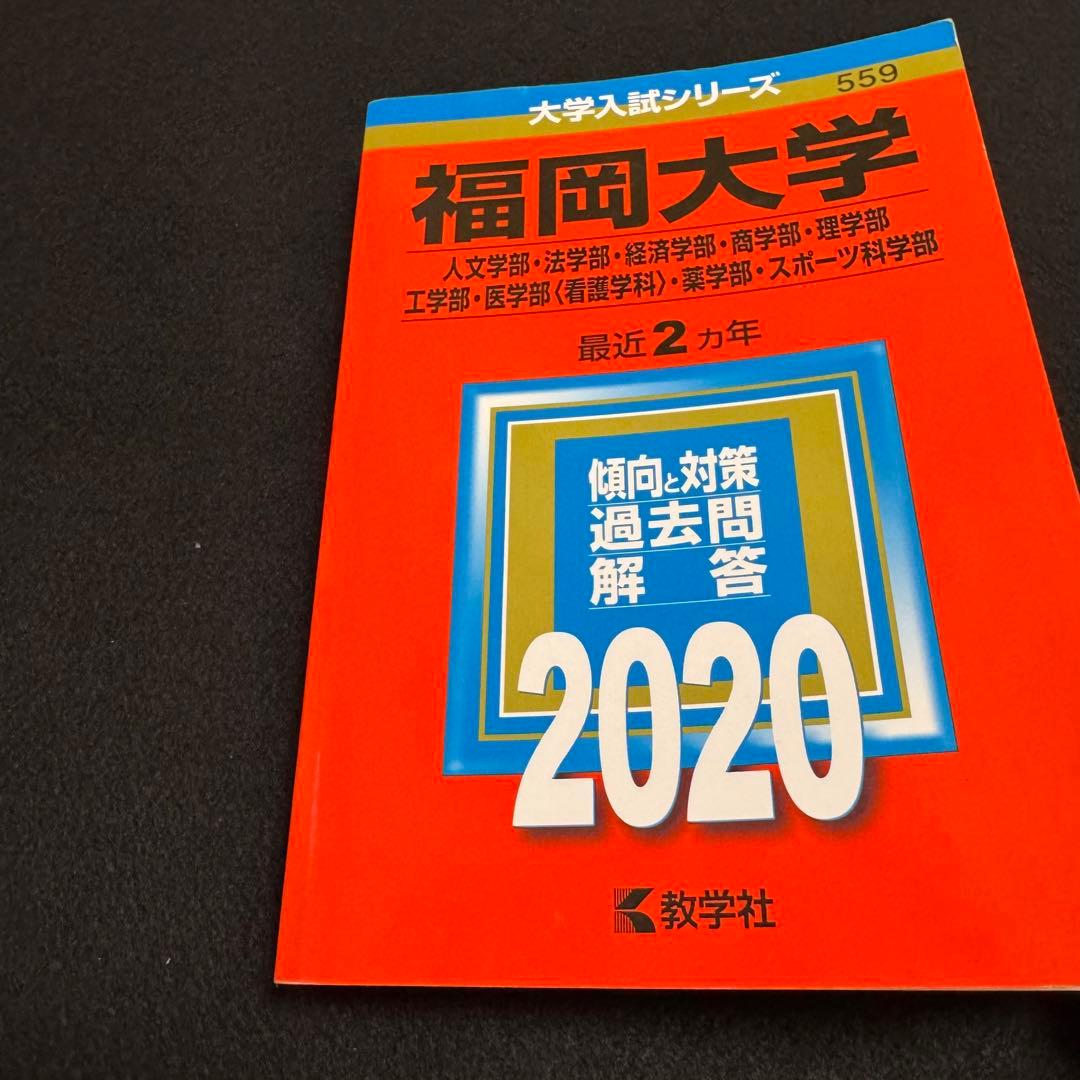 大学入試シリーズ 559
福岡大学
人文学部・法学部・経済学部・商学部・理学部
工学部・医学部〈看護学科〉・薬学部・スポーツ科学部
最近2カ年
傾向と対策
過去問
解答
2020
教学社